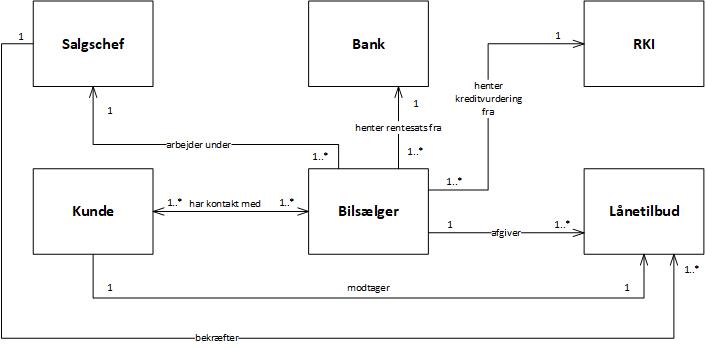 1
Salgschef
Bank
1
RKI
henter
kreditvurdering
fra
1
1
henter rentesats fra
arbejder under
1..*
1..*
1..*
Kunde
1..*
har kontakt med
1..*
Bilsælger
1
afgiver
1..*
Lånetilbud
1..*
1
modtager
1
bekræfter